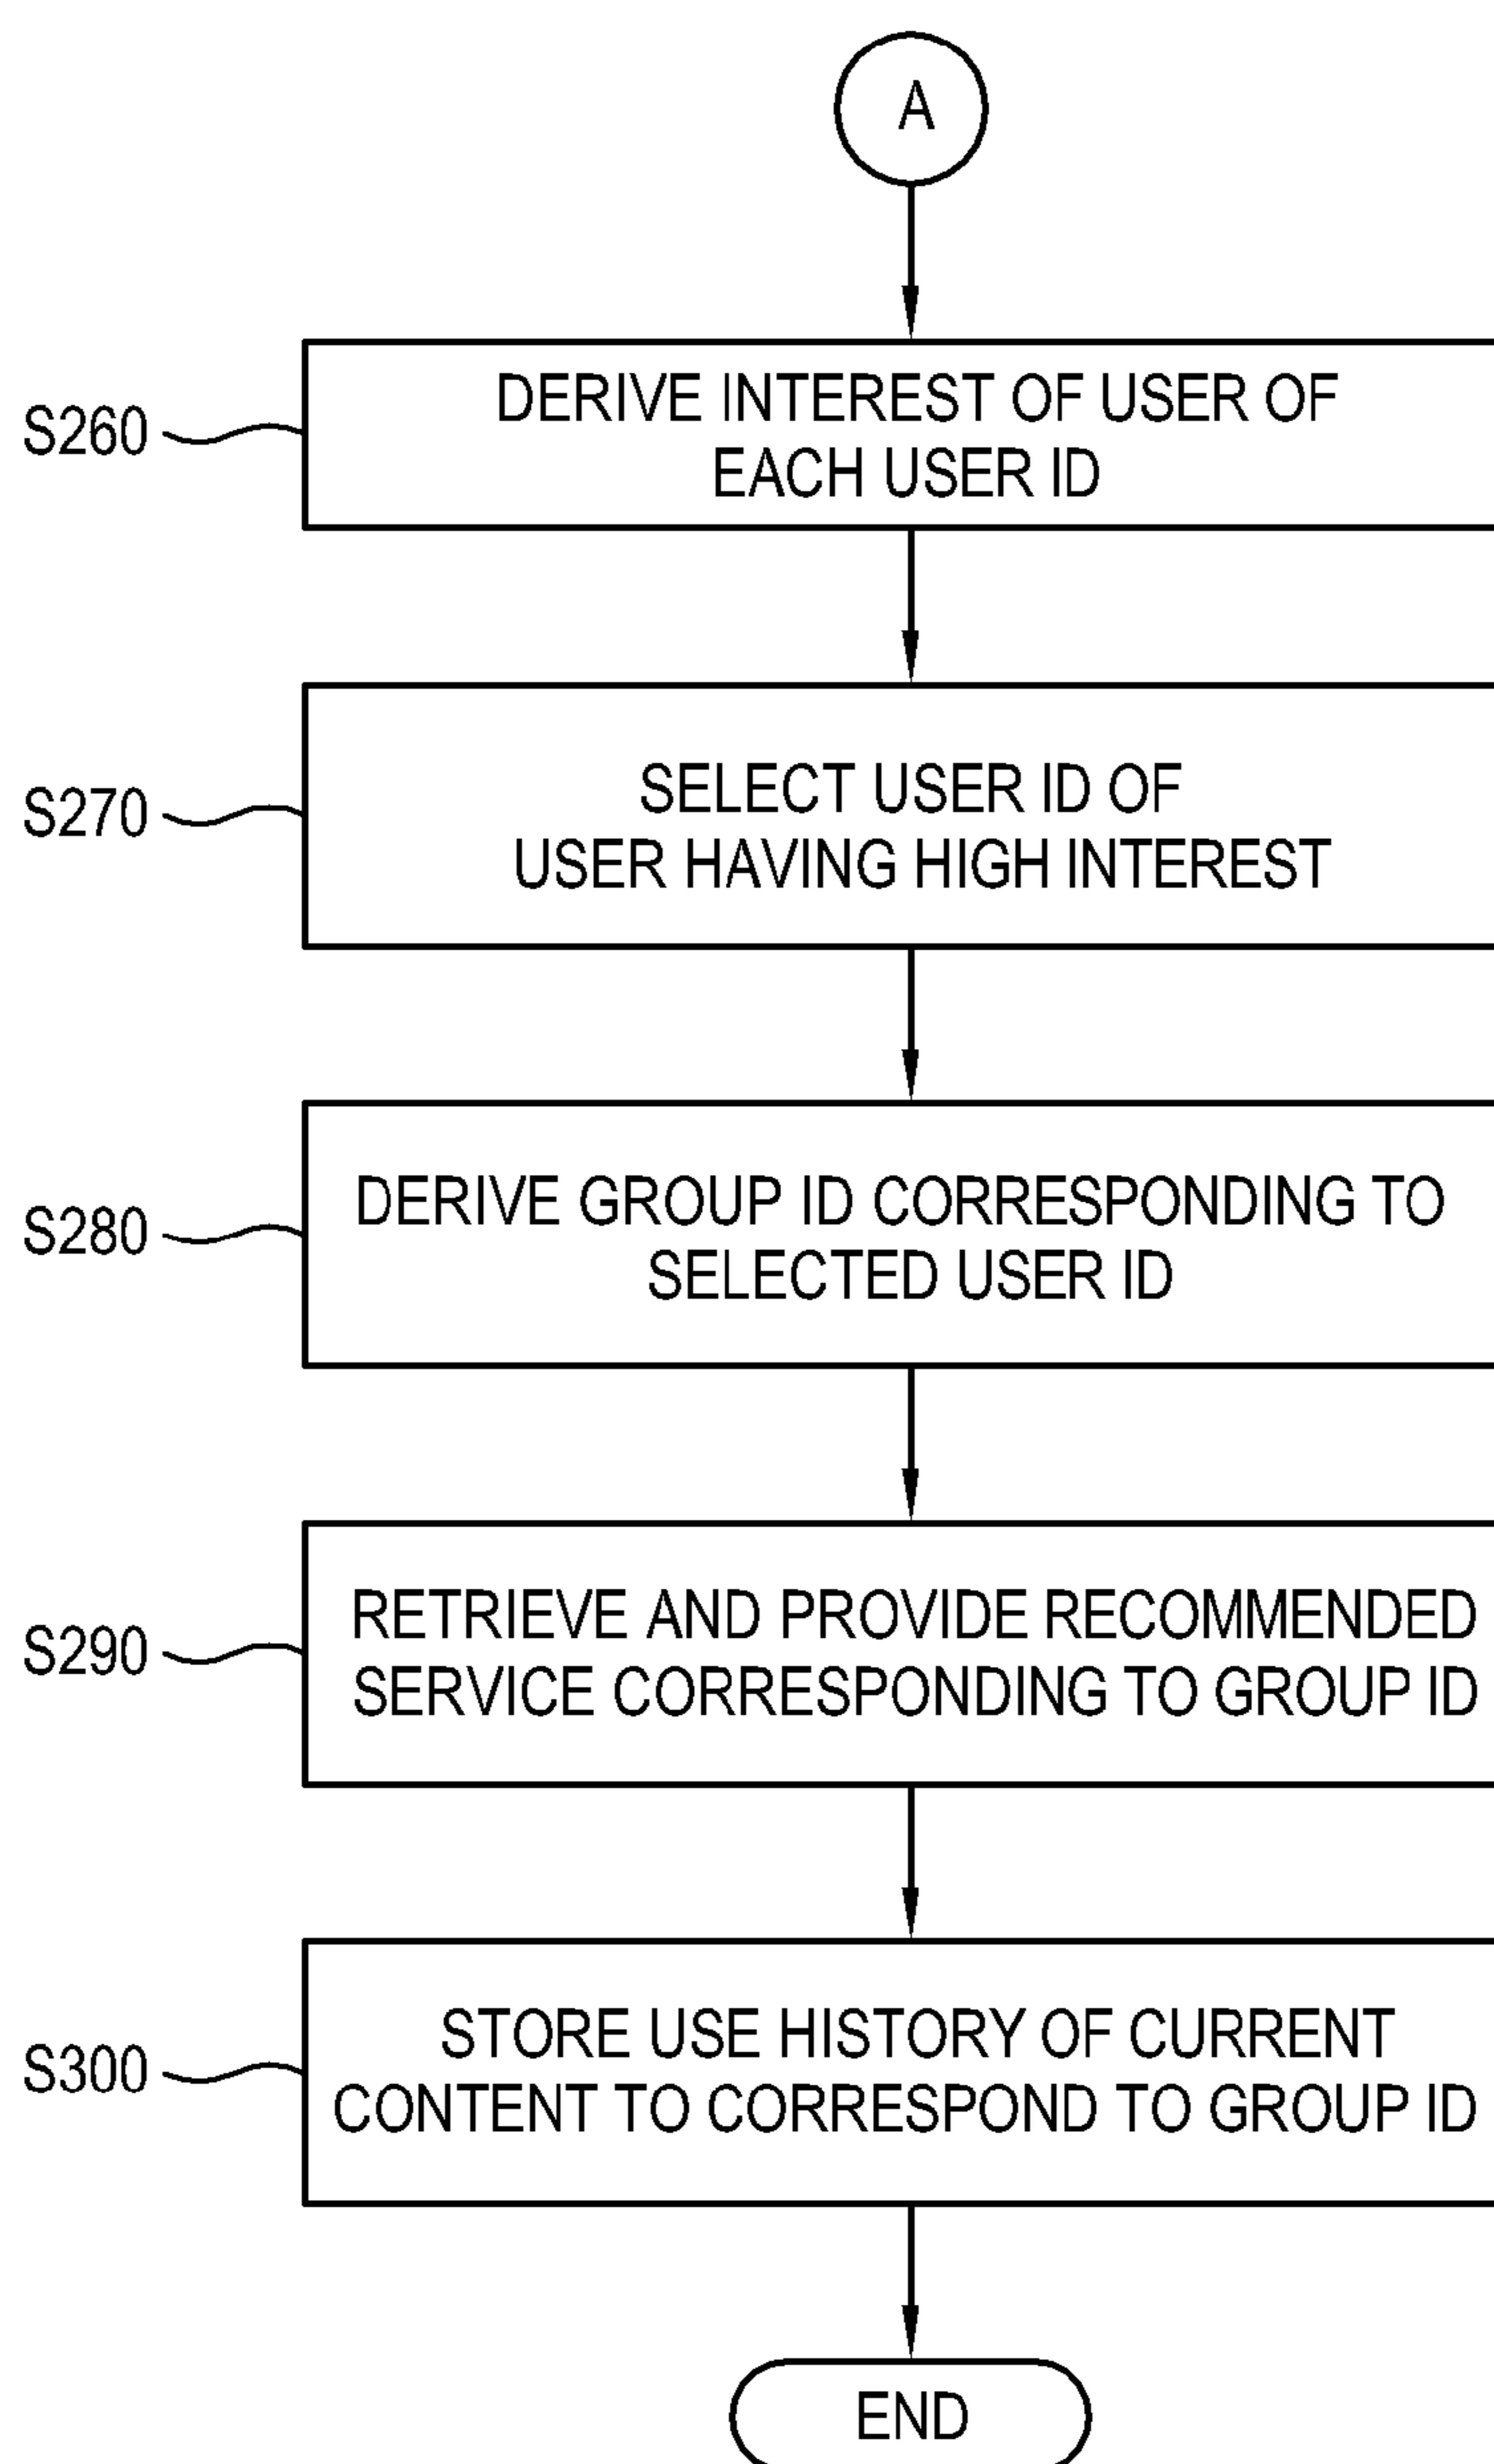 A
S260
DERIVE INTEREST OF USER OF
EACH USER ID
S270
SELECT USER ID OF
USER HAVING HIGH INTEREST
S280
DERIVE GROUP ID CORRESPONDING TO
SELECTED USER ID
S290
RETRIEVE AND PROVIDE RECOMMENDED
SERVICE CORRESPONDING TO GROUP ID
S300
STORE USE HISTORY OF CURRENT
CONTENT TO CORRESPOND TO GROUP ID
END